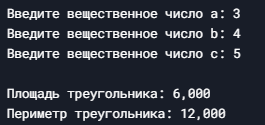 Введите вещественное число a: 3
Введите вещественное число b: 4
Введите вещественное число c: 5
Площадь треугольника: 6,000
Периметр треугольника: 12,000